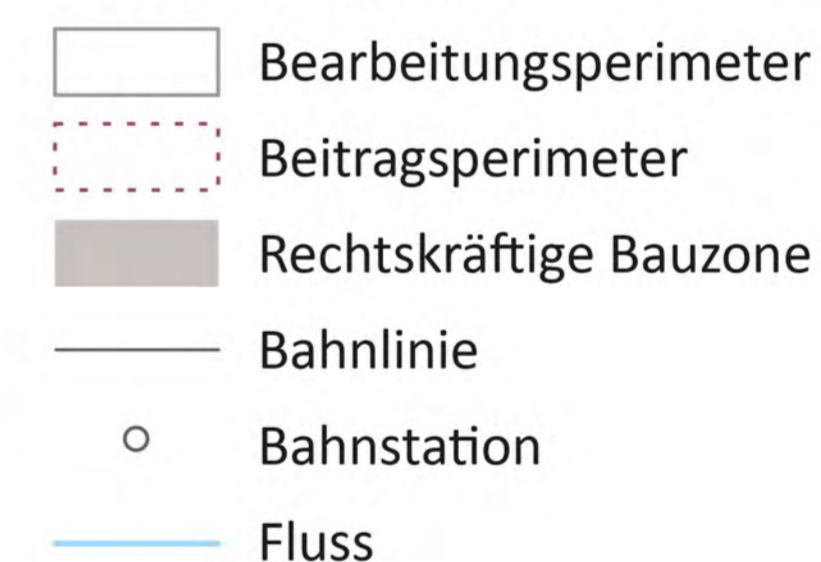 Bearbeitungsperimeter
Beitragsperimeter
Rechtskräftige Bauzone
Bahnlinie
Bahnstation
Fluss